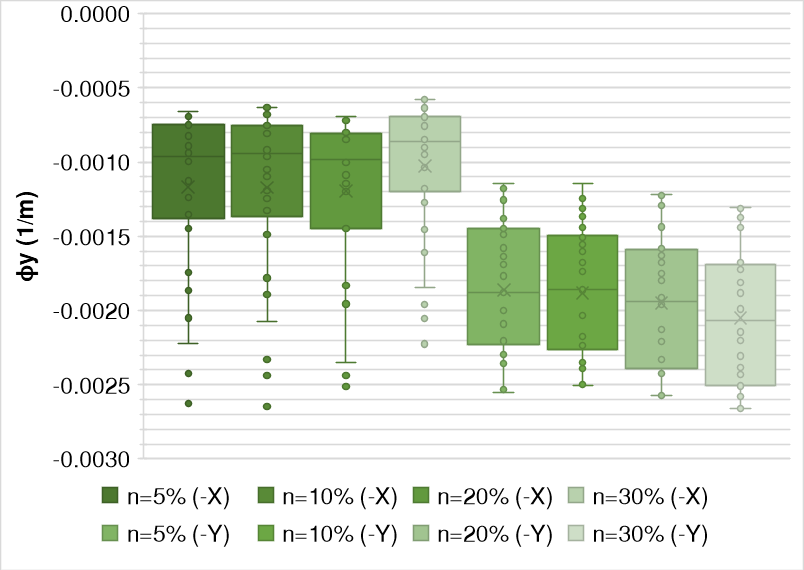 0.0000
-0.0005
-0.0010
-0.0015
-0.0020
-0.0025
-0.0030
ϕy (1/m)
n=5% (-X) n=10% (-X) n=20% (-X) n=30% (-X)
n=5% (-Y) n=10% (-Y) n=20% (-Y) n=30% (-Y)